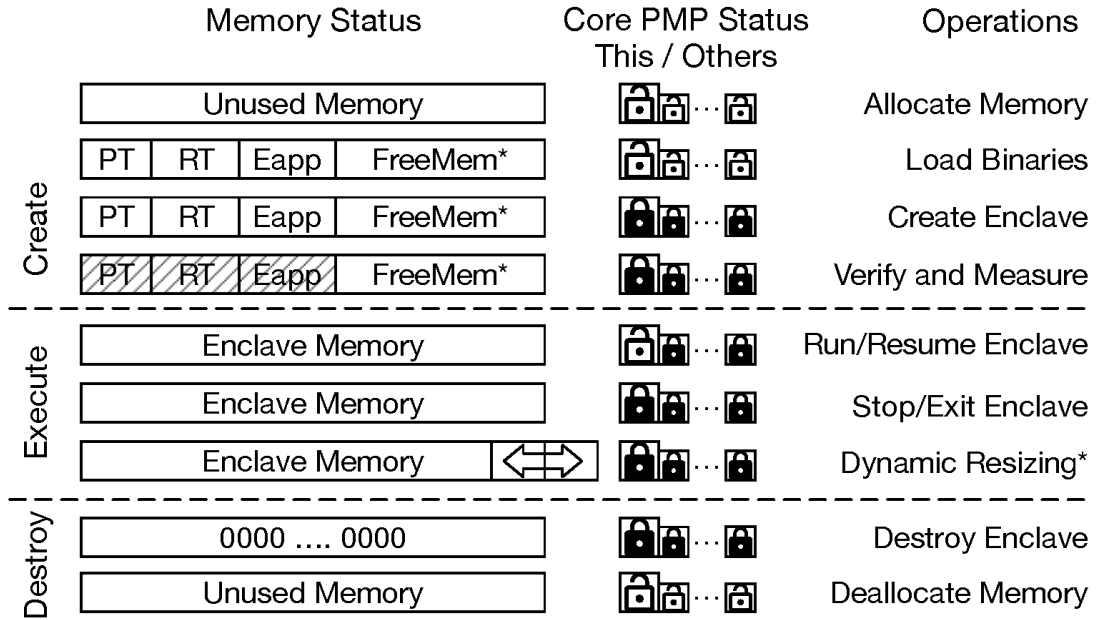 Memory Status
Core PMP Status
This / Others
Operations
Create
Unused Memory
... Allocate Memory
PT RT Eapp FreeMem*
... Load Binaries
PT RT Eapp FreeMem*
... Create Enclave
PT RT Eapp FreeMem*
... Verify and Measure
Execute
Enclave Memory
... Run/Resume Enclave
Enclave Memory
... Stop/Exit Enclave
Enclave Memory
... Dynamic Resizing*
Destroy
0000 .... 0000
... Destroy Enclave
Unused Memory
... Deallocate Memory